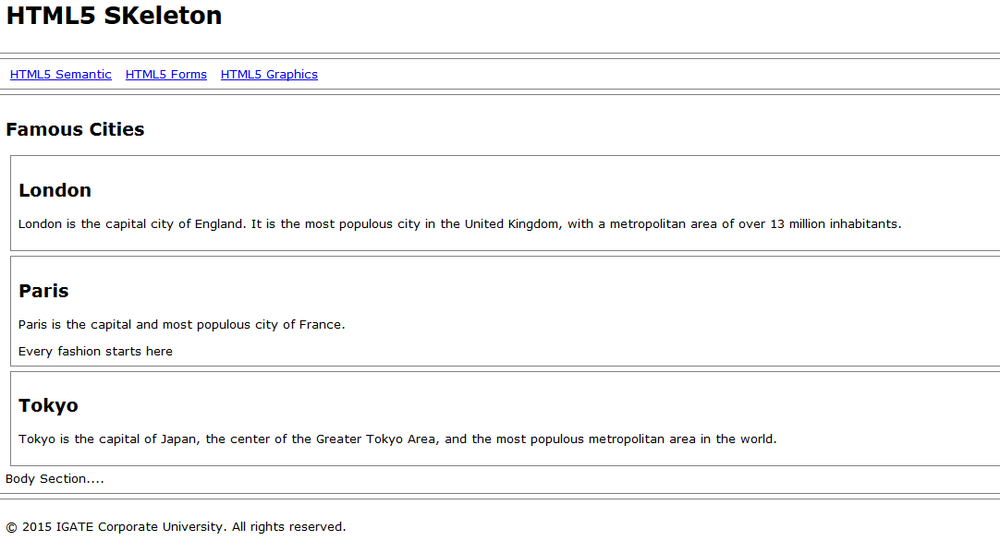 HTML5 SKeleton
HTML5 Semantic HTML5 Forms HTML5 Graphics
Famous Cities
London
London is the capital city of England. It is the most populous city in the United Kingdom, with a metropolitan area of over 13 million inhabitants.
Paris
Paris is the capital and most populous city of France.
Every fashion starts here
Tokyo
Tokyo is the capital of Japan, the center of the Greater Tokyo Area, and the most populous metropolitan area in the world.
Body Section....
© 2015 IGATE Corporate University. All rights reserved.